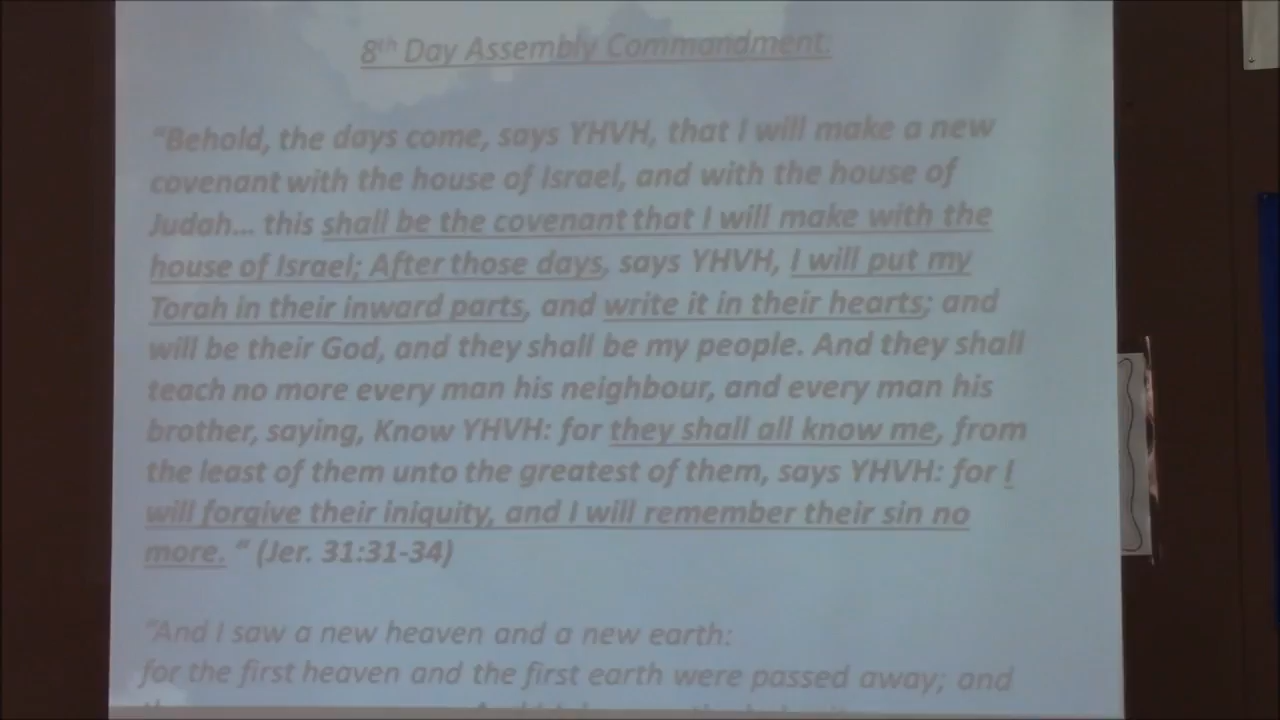 8th Day Assembly Commandment:
"Behold, the days come, says YHVH, that I will make a new
covenant with the house of Israel, and with the house of
Judah... this shall be the covenant that I will make with the
house of Israel; After those days, says YHVH, I will put my
Torah in their inward parts, and write it in their hearts; and
will be their God, and they shall be my people. And they shall
teach no more every man his neighbour, and every man his
brother, saying, Know YHVH: for they shall all know me, from
the least of them unto the greatest of them, says YHVH: for I
will forgive their iniquity, and I will remember their sin no
more. " (Jer. 31:31-34)
"And I saw a new heaven and a new earth:
for the first heaven and the first earth were passed away; and